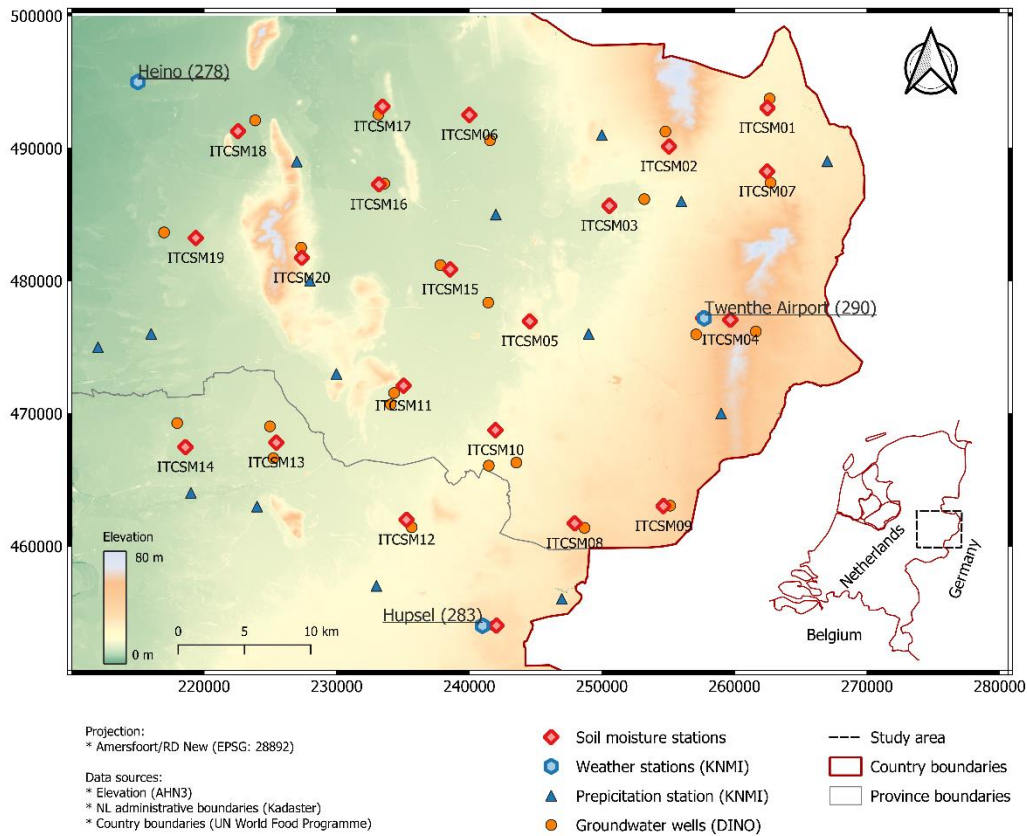 500000
490000
480000
470000
460000
Heino (278)
ITCSM17
ITCSM06
ITCSM01
ITCSM18
ITCSM02
ITCSM16
ITCSM07
ITCSM03
ITCSM19
ITCSM20
ITCSM15
Twenthe Airport (290)
ITCSM05
ITCSM04
ITCSM11
ITCSM10
ITCSM14
ITCSM13
ITCSM12
ITCSM08
ITCSM09
Hupsel (283)
Elevation
80 m
0 m
0 5 10 km
Netherlands
Germany
Belgium
220000 230000 240000 250000 260000 270000 280000
Projection:
* Amersfoort/RD New (EPSG: 28892)
Data sources:
* Elevation (AHN3)
* NL administrative boundaries (Kadaster)
* Country boundaries (UN World Food Programme)
Soil moisture stations
Weather stations (KNMI)
Prepicitation station (KNMI)
Groundwater wells (DINO)
Study area
Country boundaries
Province boundaries